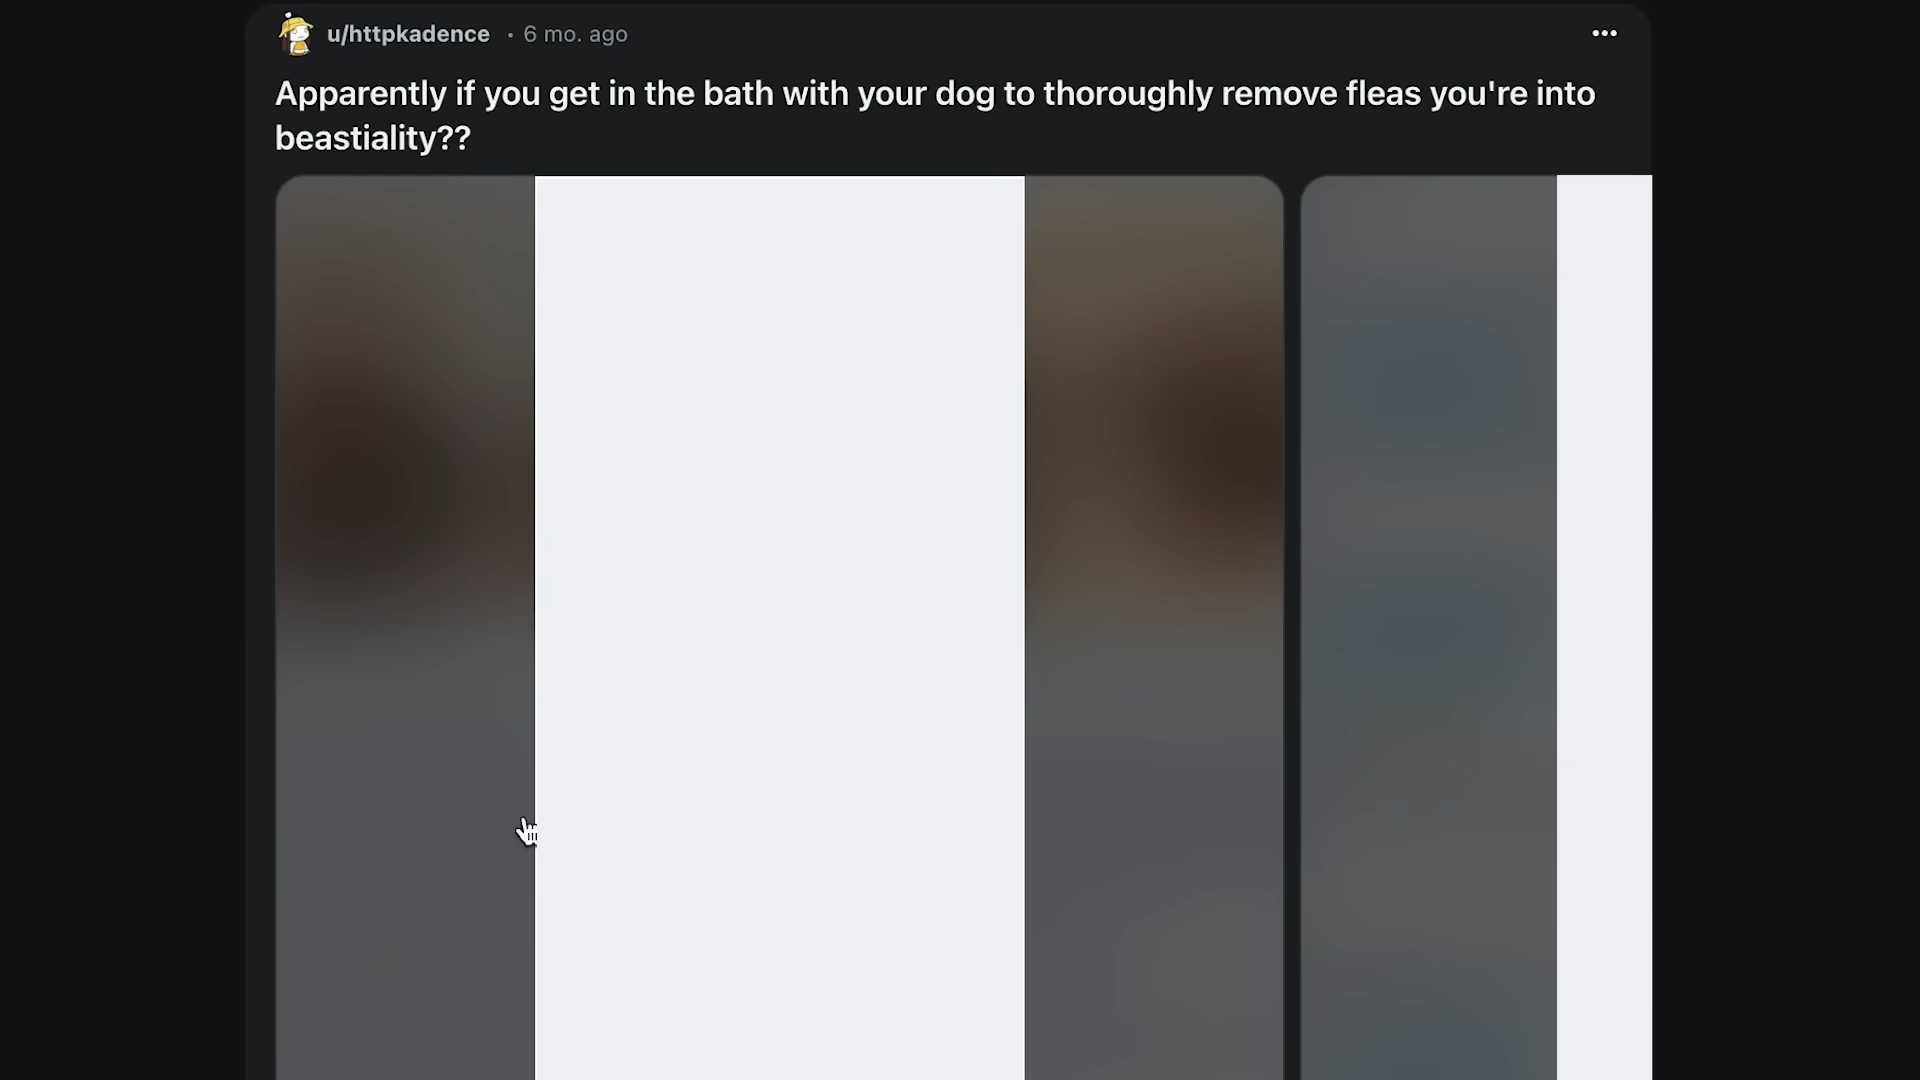 u/httpkadence • 6 mo. ago
Apparently if you get in the bath with your dog to thoroughly remove fleas you're into
beastiality??